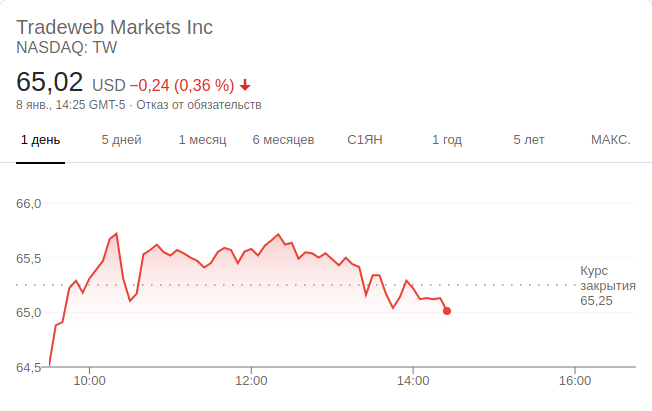 Tradeweb Markets Inc
NASDAQ: TW
65,02 USD −0,24 (0,36 %)
8 янв., 14:25 GMT-5 · Отказ от обязательств
1 день 5 дней 1 месяц 6 месяцев С1ЯН 1 год 5 лет МАКС.
66,0
65,5
Курс
закрытия
65,25
65,0
64,5
10:00 12:00 14:00 16:00